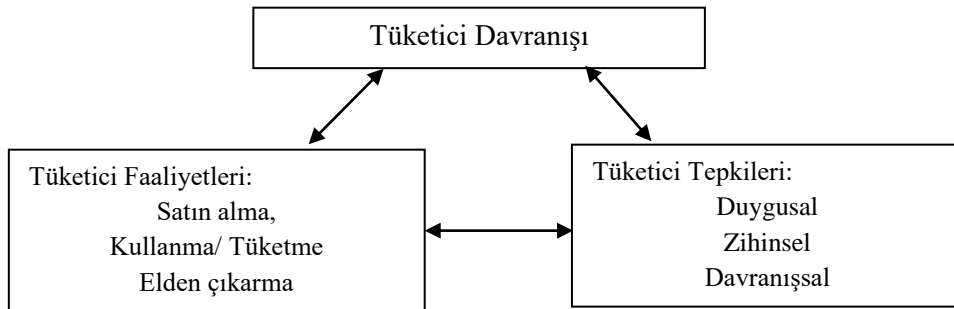 Tüketici Davranışı
Tüketici Faaliyetleri:
Satın alma,
Kullanma/ Tüketme
Elden çıkarma
Tüketici Tepkileri:
Duygusal
Zihinsel
Davranışsal